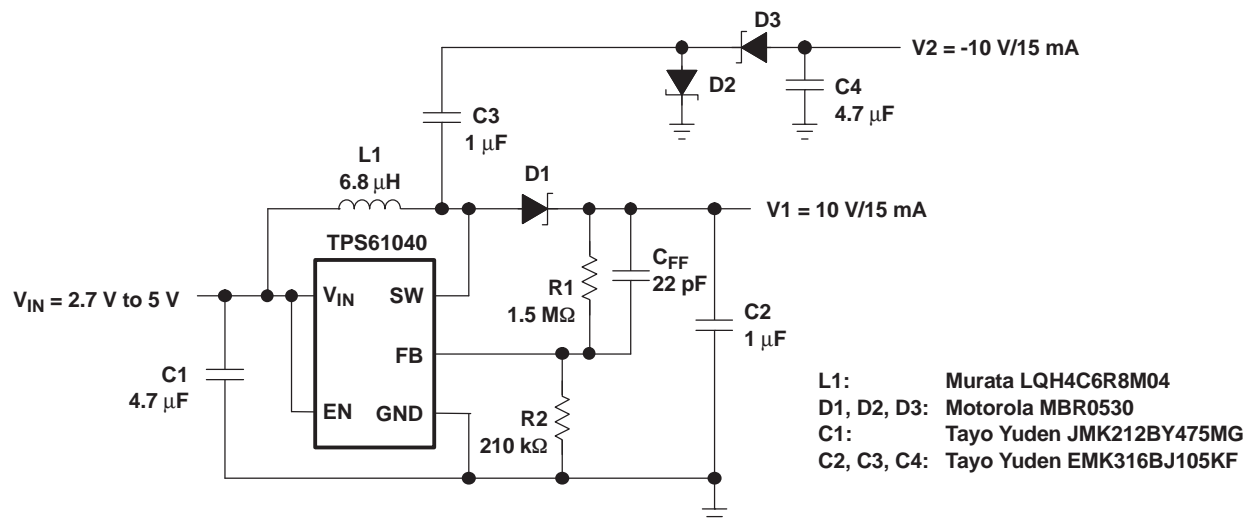 D3
V2 = -10 V/15 mA
D2
C4
4.7 μF
C3
1 μF
L1
6.8 μH
D1
V1 = 10 V/15 mA
TPS61040
V_IN = 2.7 V to 5 V
V_IN
SW
R1
1.5 MΩ
C_FF
22 pF
C2
1 μF
FB
C1
4.7 μF
EN
GND
R2
210 kΩ
L1: Murata LQH4C6R8M04
D1, D2, D3: Motorola MBR0530
C1: Tayo Yuden JMK212BY475MG
C2, C3, C4: Tayo Yuden EMK316BJ105KF